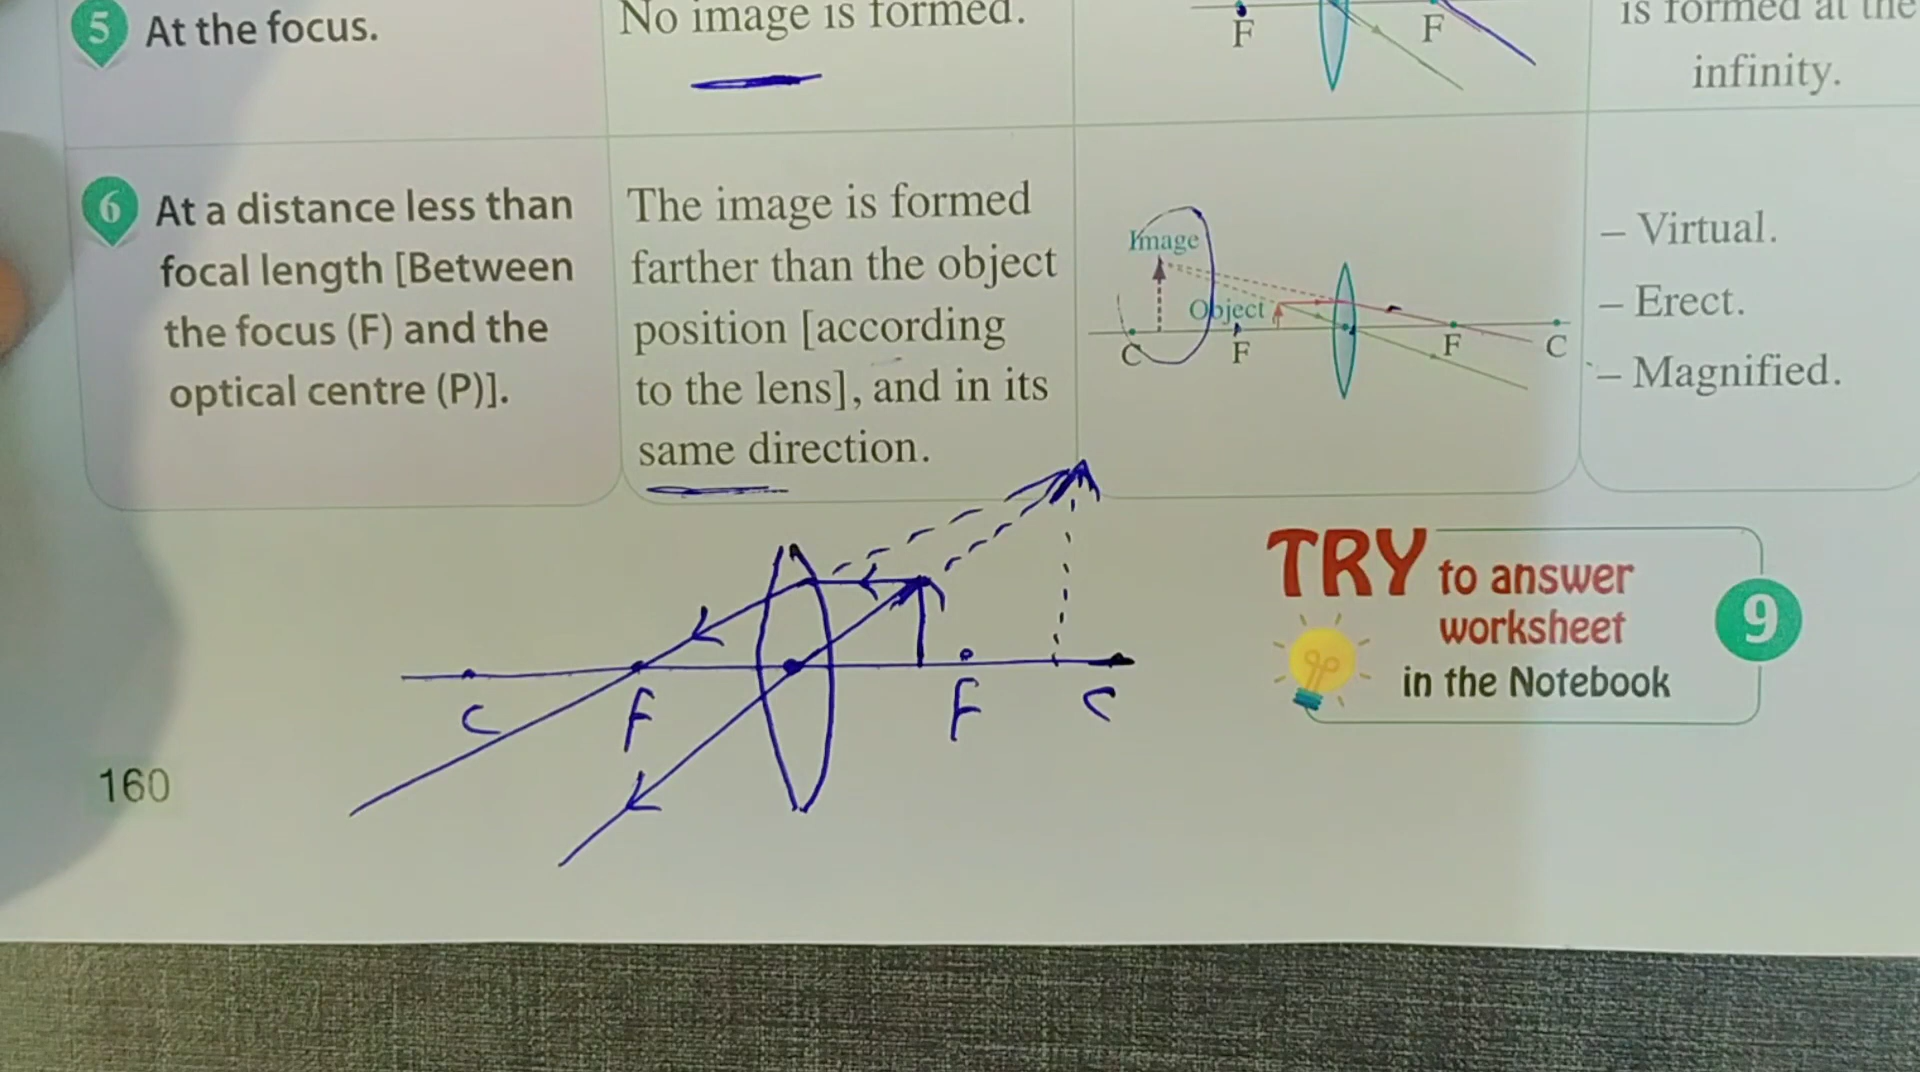 5 At the focus.
No image is formed.
F
F
is formed at the
infinity.
6 At a distance less than
focal length [Between
the focus (F) and the
optical centre (P)].
The image is formed
farther than the object
position [according
to the lens], and in its
same direction.
Image
Object
C
F
F
C
– Virtual.
– Erect.
– Magnified.
C
F
F
C
TRY to answer
worksheet
in the Notebook
9
160